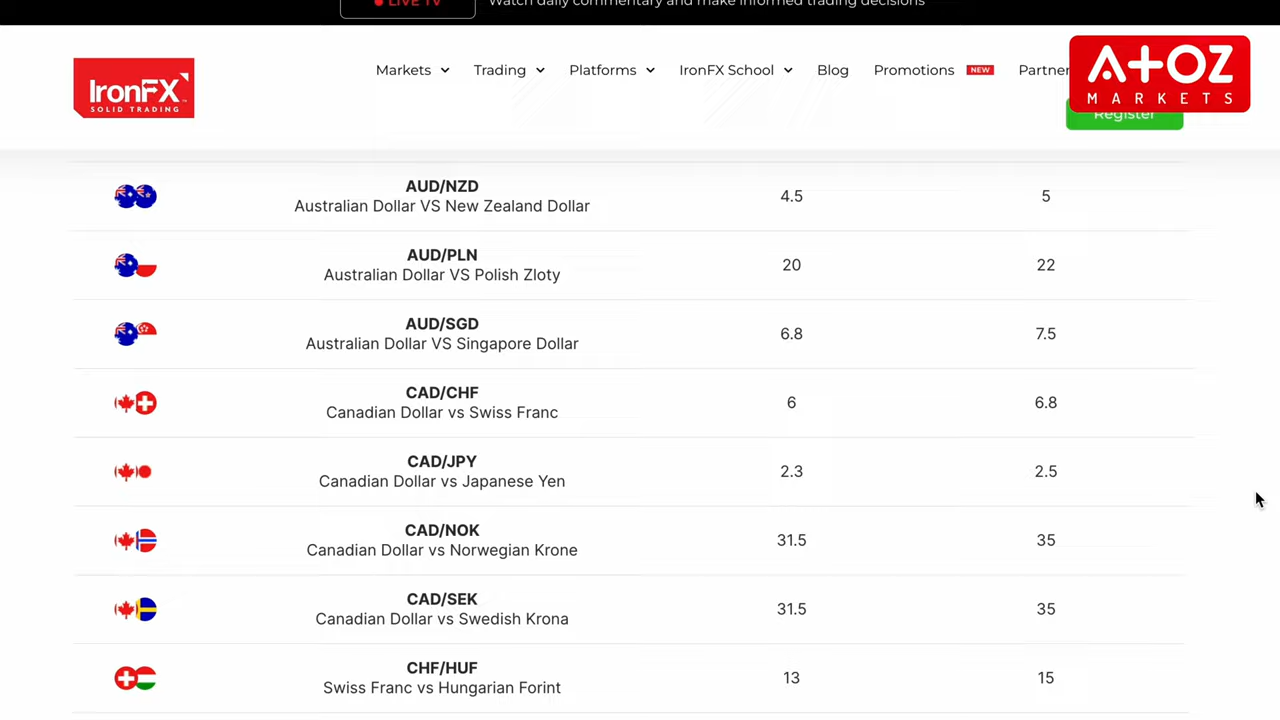 LIVE TV
Watch daily commentary and make informed trading decisions
IronFX
SOLID TRADING
Markets
Trading
Platforms
IronFX School
Blog
Promotions
NEW
Partner
A+OZ
MARKETS
Register
AUD/NZD
Australian Dollar VS New Zealand Dollar
4.5
5
AUD/PLN
Australian Dollar VS Polish Zloty
20
22
AUD/SGD
Australian Dollar VS Singapore Dollar
6.8
7.5
CAD/CHF
Canadian Dollar vs Swiss Franc
6
6.8
CAD/JPY
Canadian Dollar vs Japanese Yen
2.3
2.5
CAD/NOK
Canadian Dollar vs Norwegian Krone
31.5
35
CAD/SEK
Canadian Dollar vs Swedish Krona
31.5
35
CHF/HUF
Swiss Franc vs Hungarian Forint
13
15